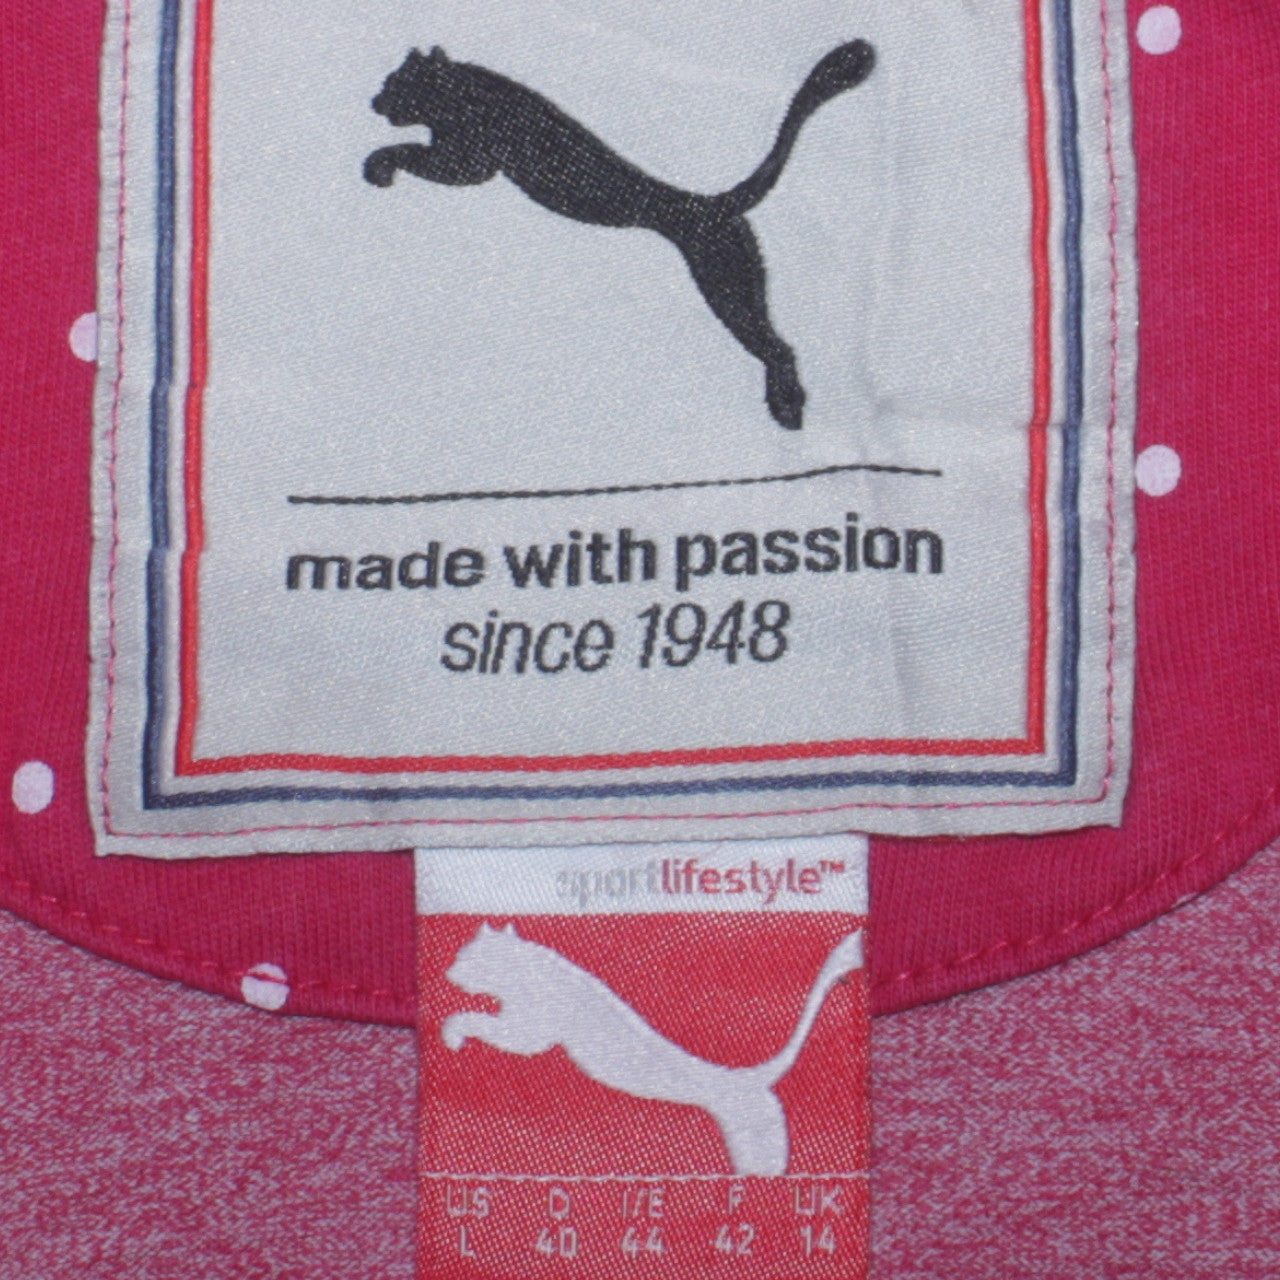 made with passion
since 1948
sportlifestyle™
US D I/E F UK
L 40 44 42 14